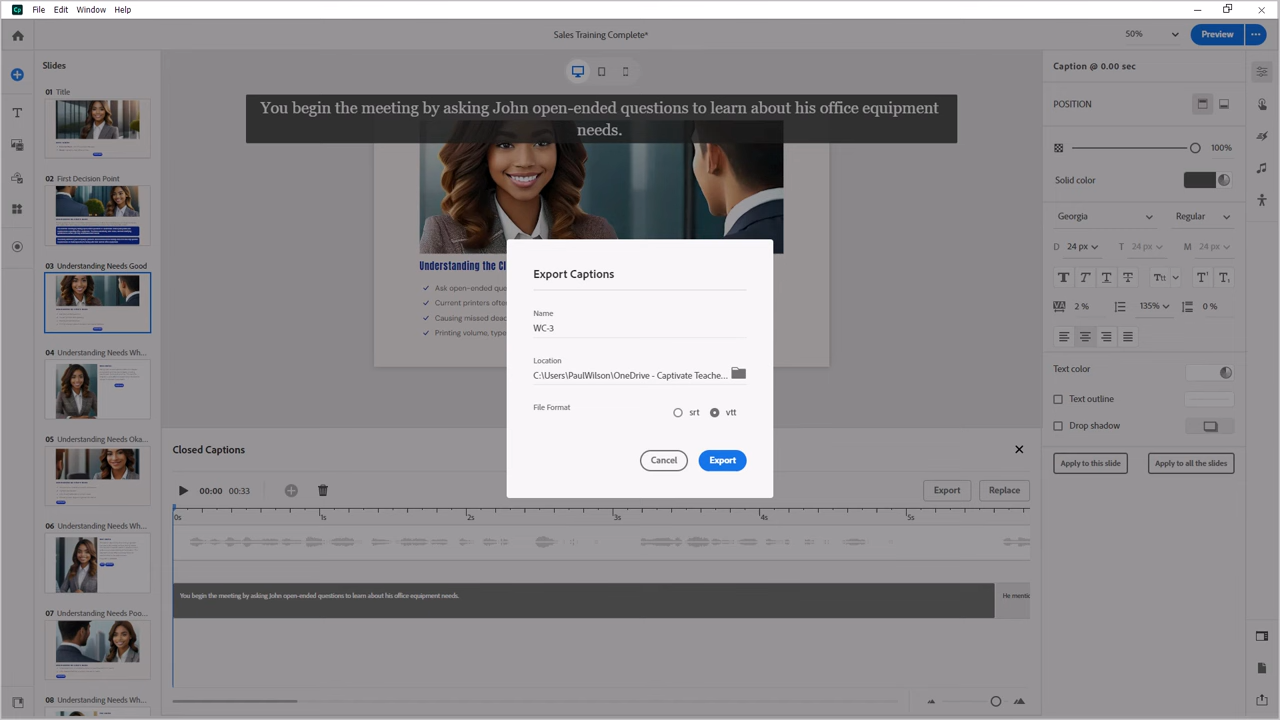 Cp File Edit Window Help
Sales Training Complete*
50%
Preview
Slides
01 Title
02 First Decision Point
03 Understanding Needs Good
04 Understanding Needs Wh...
05 Understanding Needs Oka...
06 Understanding Needs Wh...
07 Understanding Needs Poo...
08 Understanding Needs Wh...
You begin the meeting by asking John open-ended questions to learn about his office equipment
needs.
Understanding the Cl
Ask open-ended que
Current printers often
Causing missed dead
Printing volume, type
Export Captions
Name
WC-3
Location
C:\Users\PaulWilson\OneDrive - Captivate Teache...
File Format
srt vtt
Cancel Export
Closed Captions
00:00 00:33
Export Replace
0s 1s 2s 3s 4s 5s
You begin the meeting by asking John open-ended questions to learn about his office equipment needs.
He mentio
Caption @ 0.00 sec
POSITION
100%
Solid color
Georgia Regular
D 24 px T 24 px M 24 px
T T T T Tt T¹ T₁
2 % 135% 0 %
Text color
Text outline
Drop shadow
Apply to this slide Apply to all the slides